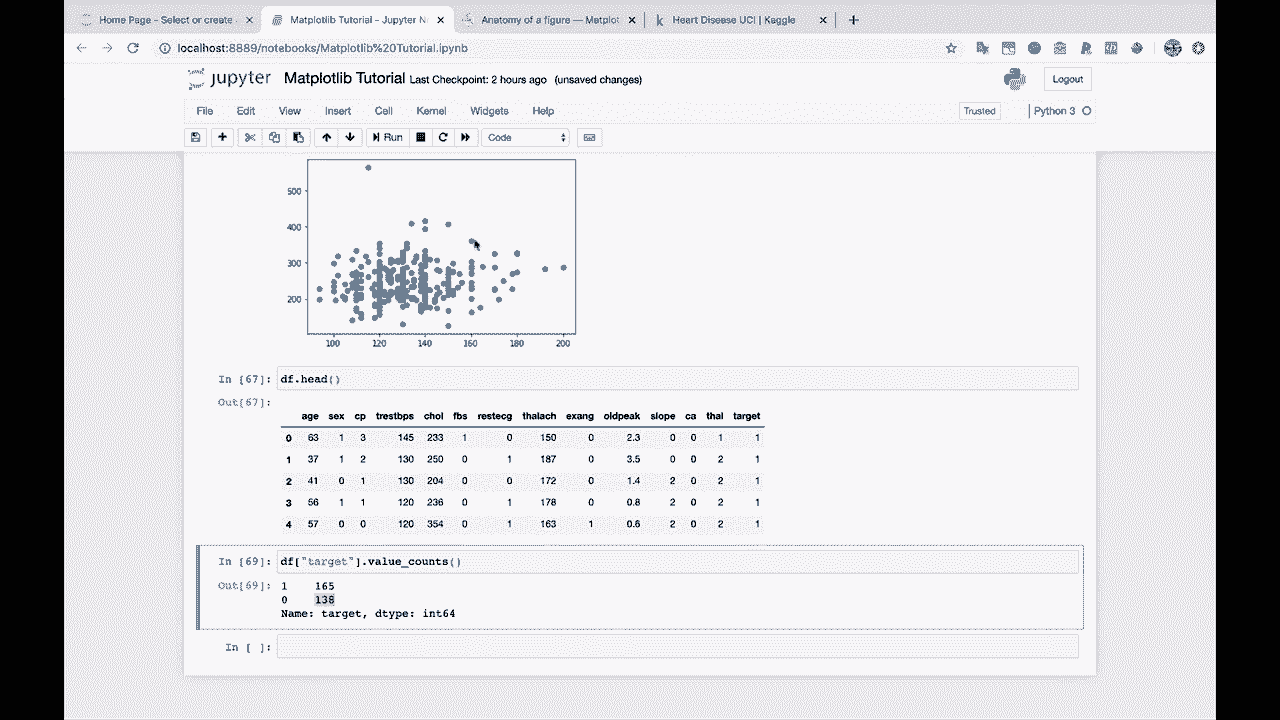 Home Page - Select or create
Matplotlib Tutorial - Jupyter N
Anatomy of a figure — Matplot
Heart Disease UCI | Kaggle
localhost:8889/notebooks/Matplotlib%20Tutorial.ipynb
jupyter Matplotlib Tutorial Last Checkpoint: 2 hours ago (unsaved changes)
Logout
File Edit View Insert Cell Kernel Widgets Help
Trusted
Python 3
Run
Code
500
400
300
200
100 120 140 160 180 200
In [67]: df.head()
Out[67]:
age sex cp trestbps chol fbs restecg thalach exang oldpeak slope ca thal target
0 63 1 3 145 233 1 0 150 0 2.3 0 0 1 1
1 37 1 2 130 250 0 1 187 0 3.5 0 0 2 1
2 41 0 1 130 204 0 0 172 0 1.4 2 0 2 1
3 56 1 1 120 236 0 1 178 0 0.8 2 0 2 1
4 57 0 0 120 354 0 1 163 1 0.6 2 0 2 1
In [69]: df["target"].value_counts()
Out[69]: 1 165
0 138
Name: target, dtype: int64
In [ ]: